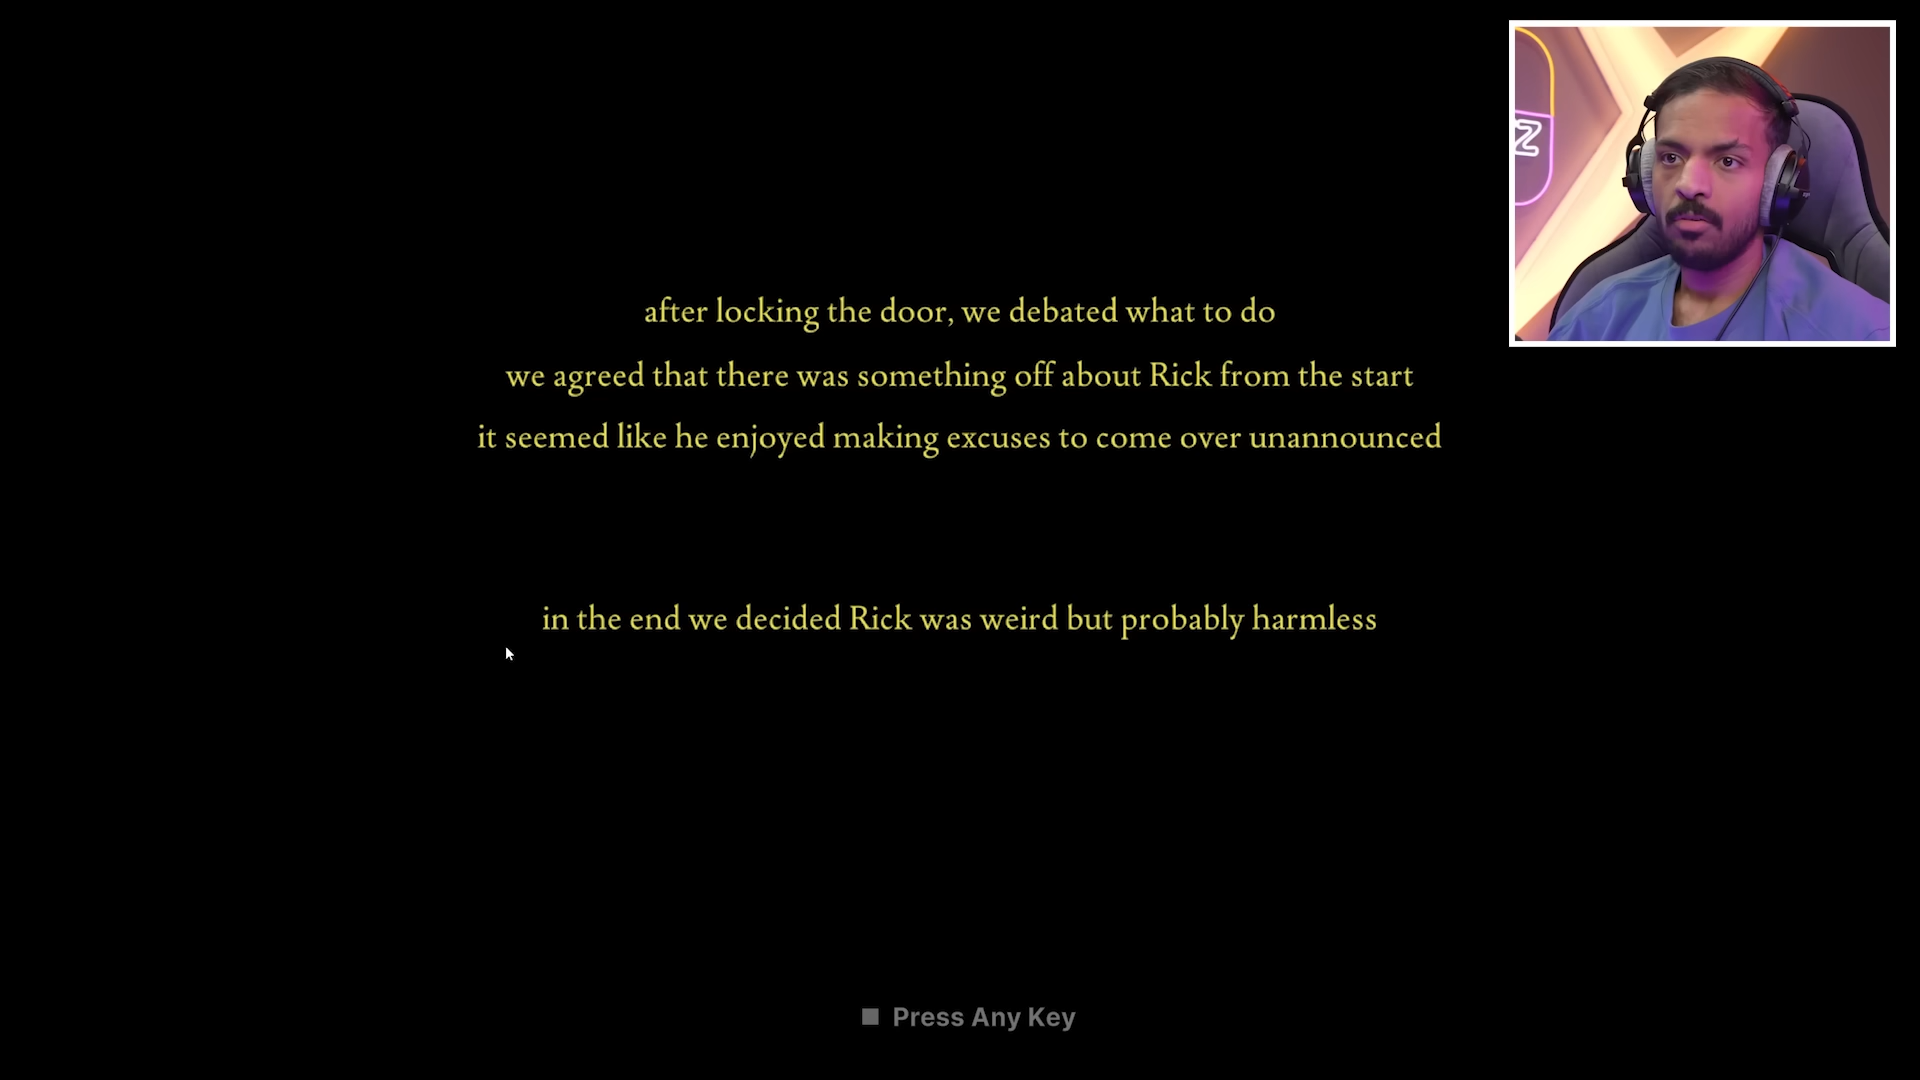 Z
after locking the door, we debated what to do
we agreed that there was something off about Rick from the start
it seemed like he enjoyed making excuses to come over unannounced
in the end we decided Rick was weird but probably harmless
Press Any Key